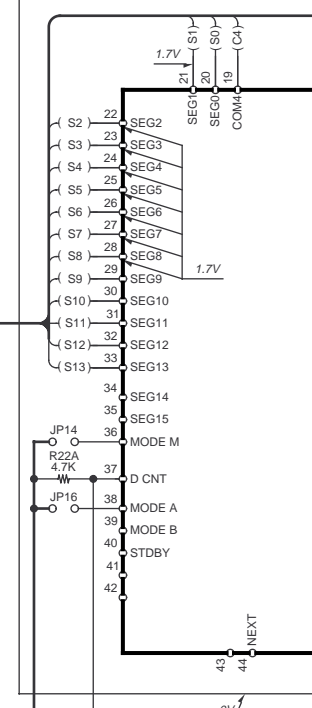 S1 S0 C4
1.7V
21 20 19
SEG1 SEG0 COM4
S2 22 SEG2
S3 23 SEG3
S4 24 SEG4
S5 25 SEG5
S6 26 SEG6
S7 27 SEG7
S8 28 SEG8
S9 29 SEG9
1.7V
S10 30 SEG10
S11 31 SEG11
S12 32 SEG12
S13 33 SEG13
34 SEG14
35 SEG15
JP14 36 MODE M
R22A
4.7K 37 D CNT
JP16 38 MODE A
39 MODE B
40 STDBY
41
42
NEXT
43 44